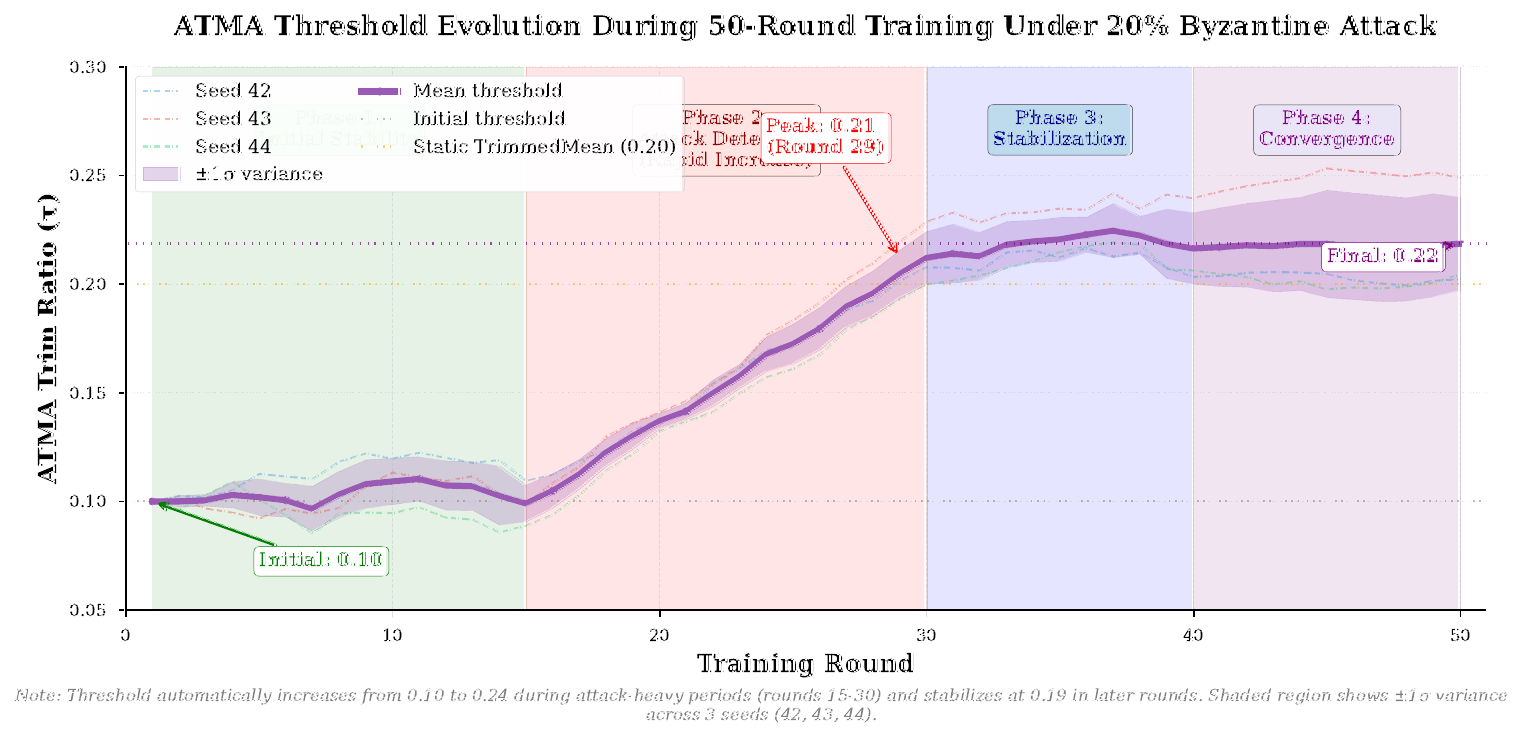 ATMA Threshold Evolution During 50-Round Training Under 20% Byzantine Attack
ATMA Trim Ratio (τ)
0.30
0.25
0.20
0.15
0.10
0.05
Seed 42
Seed 43
Seed 44
±1σ variance
Mean threshold
Initial threshold
Static TrimmedMean (0.20)
Phase 2
Peak: 0.21
(Round 29)
Phase 3:
Stabilization
Phase 4:
Convergence
Final: 0.22
Initial: 0.10
0
10
20
30
40
50
Training Round
Note: Threshold automatically increases from 0.10 to 0.24 during attack-heavy periods (rounds 15-30) and stabilizes at 0.19 in later rounds. Shaded region shows ±1σ variance
across 3 seeds (42, 43, 44).